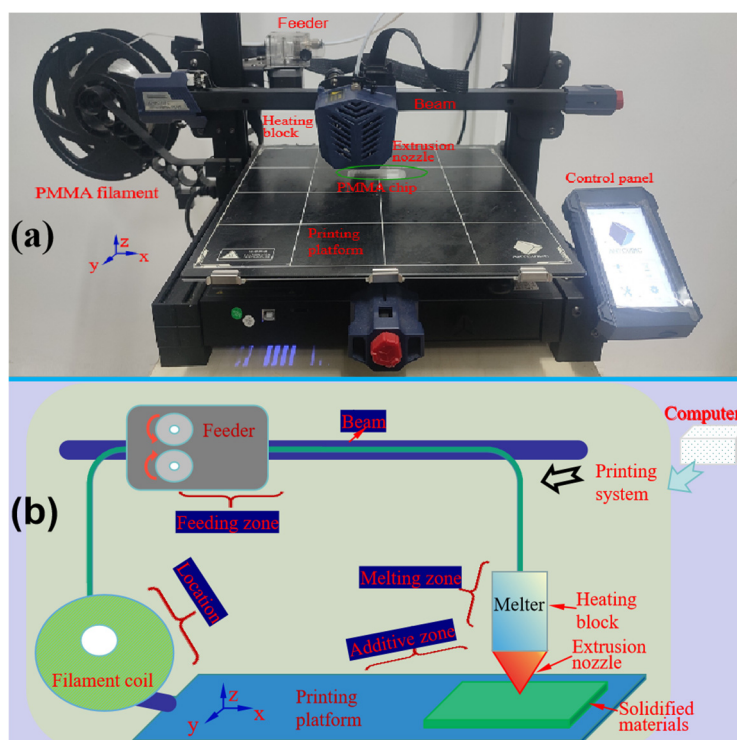 Feeder
Beam
Heating
block
Extrusion
nozzle
PMMA filament
PMMA chip
Control panel
(a)
Printing
platform
z
y
x
Computer
Feeder
Beam
Printing
system
(b)
Feeding zone
Location
Melting zone
Melter
Heating
block
Additive zone
Extrusion
nozzle
Filament coil
z
y
x
Printing
platform
Solidified
materials